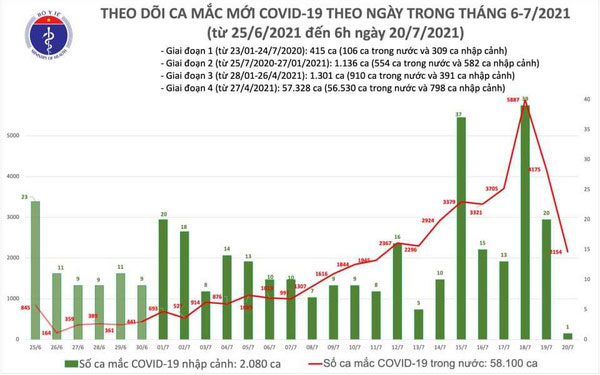 BỘ Y TẾ
MINISTRY OF HEALTH
THEO DÕI CA MẮC MỚI COVID-19 THEO NGÀY TRONG THÁNG 6-7/2021
(từ 25/6/2021 đến 6h ngày 20/7/2021)
- Giai đoạn 1 (từ 23/01-24/7/2020): 415 ca (106 ca trong nước và 309 ca nhập cảnh)
- Giai đoạn 2 (từ 25/7/2020-27/01/2021): 1.136 ca (554 ca trong nước và 582 ca nhập cảnh)
- Giai đoạn 3 (từ 28/01-26/4/2021): 1.301 ca (910 ca trong nước và 391 ca nhập cảnh)
- Giai đoạn 4 (từ 27/4/2021): 57.328 ca (56.530 ca trong nước và 798 ca nhập cảnh)
5000
4000
3000
2000
1000
0
23 11 9 9 11 9 20 18 8 14 13 10 10 7 9 9 8 16 5 10 37 15 13 39 20 1
845 164 359 389 361 441 693 527 914 876 997 1307 1616 1844 1945 2367 2296 2924 3379 3321 3705 5887 4175 2154
40
35
30
25
20
15
10
5
0
25/6 26/6 27/6 28/6 29/6 30/6 01/7 02/7 03/7 04/7 05/7 06/7 07/7 08/7 09/7 10/7 11/7 12/7 13/7 14/7 15/7 16/7 17/7 18/7 19/7 20/7
Số ca mắc COVID-19 nhập cảnh: 2.080 ca
Số ca mắc COVID-19 trong nước: 58.100 ca